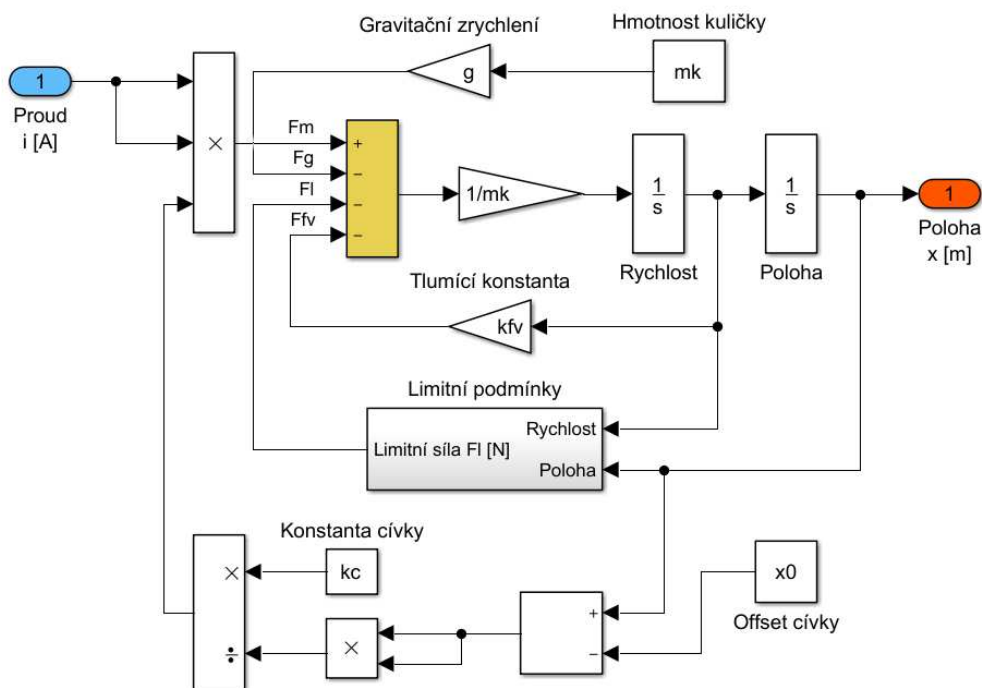 Gravitační zrychlení
Hmotnost kuličky
1
g
mk
Proud
i [A]
×
Fm
+
Fg
−
Fl
−
Ffv
−
1/mk
1
s
Rychlost
1
s
Poloha
1
Poloha
x [m]
Tlumící konstanta
kfv
Limitní podmínky
Rychlost
Limitní síla Fl [N]
Poloha
Konstanta cívky
×
kc
x0
Offset cívky
+
−
×
÷